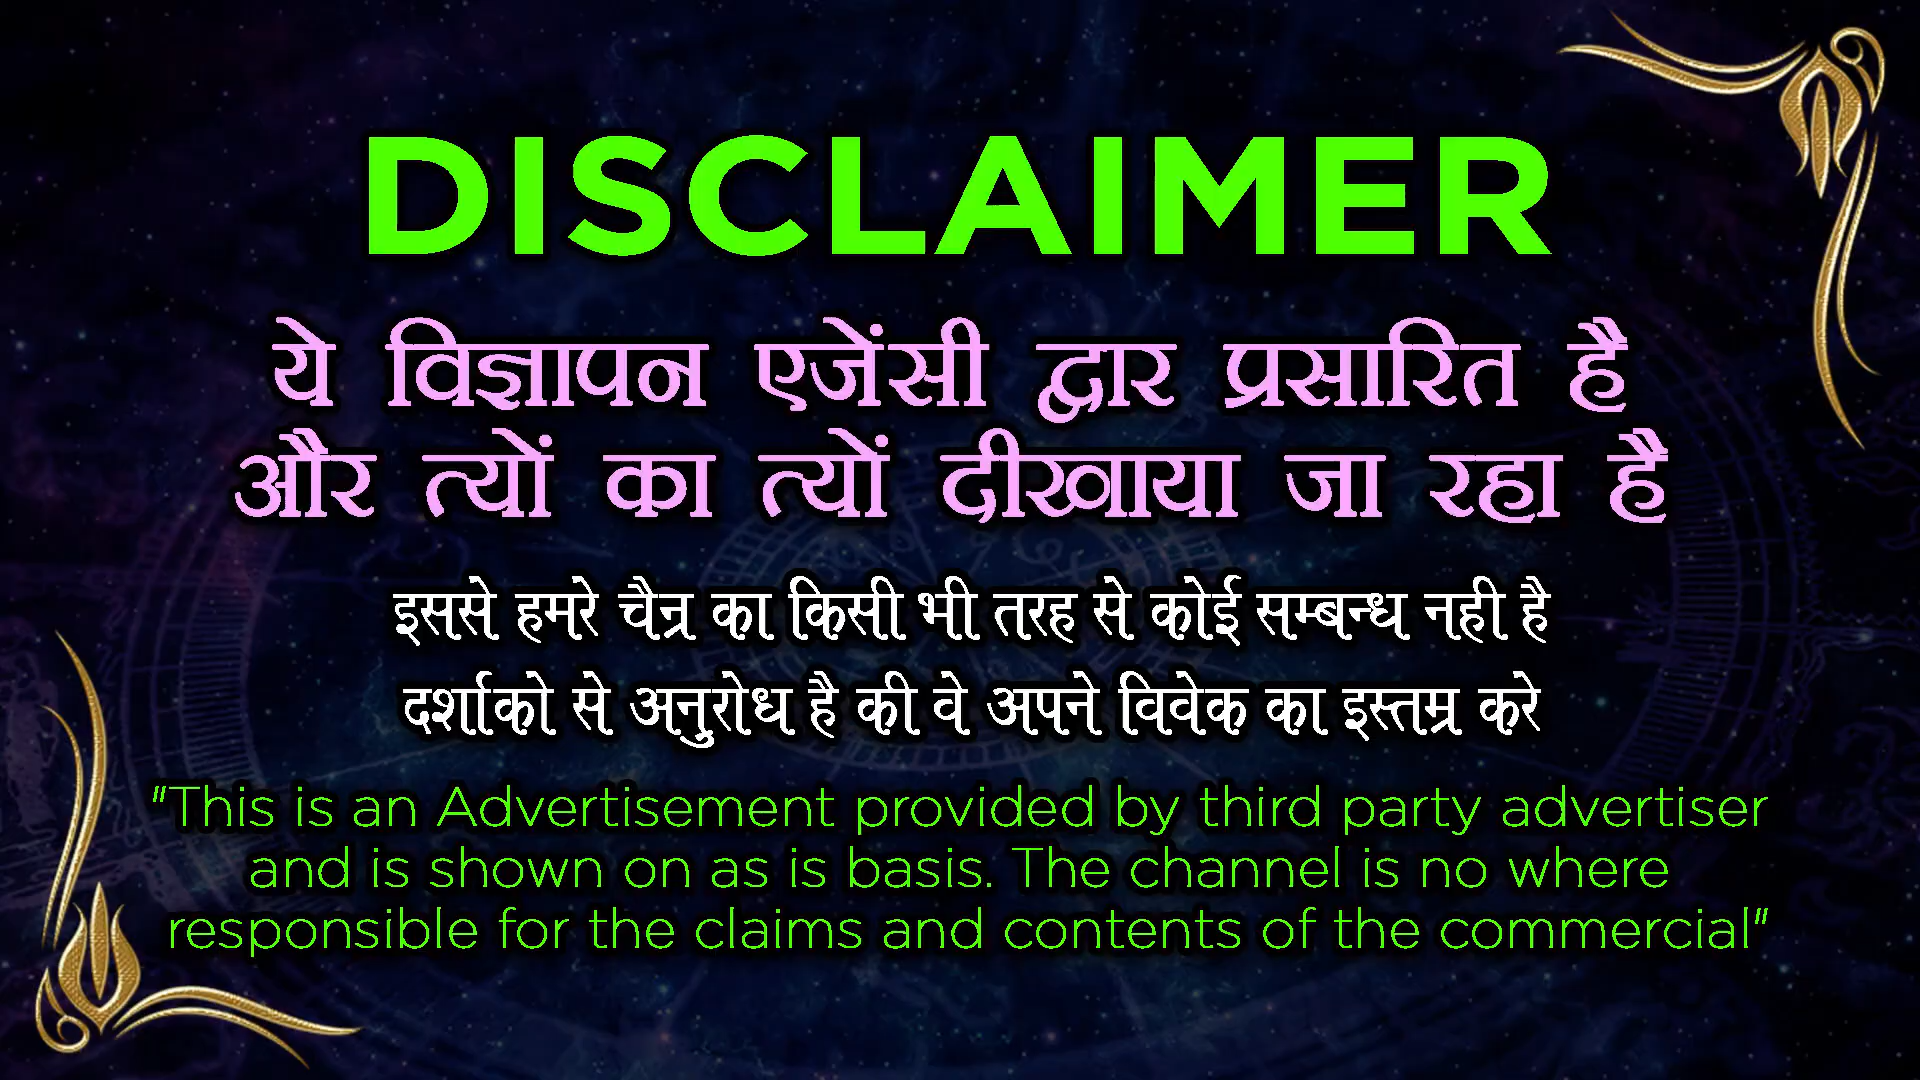 DISCLAIMER
ये विज्ञापन एजेंसी द्वार प्रसारित है
और त्यों का त्यों दीखाया जा रहा है
इससे हमरे चैन्र का किसी भी तरह से कोई सम्बन्ध नही है
दर्शाको से अनुरोध है की वे अपने विवेक का इस्तम्र करे
"This is an Advertisement provided by third party advertiser
and is shown on as is basis. The channel is no where
responsible for the claims and contents of the commercial"